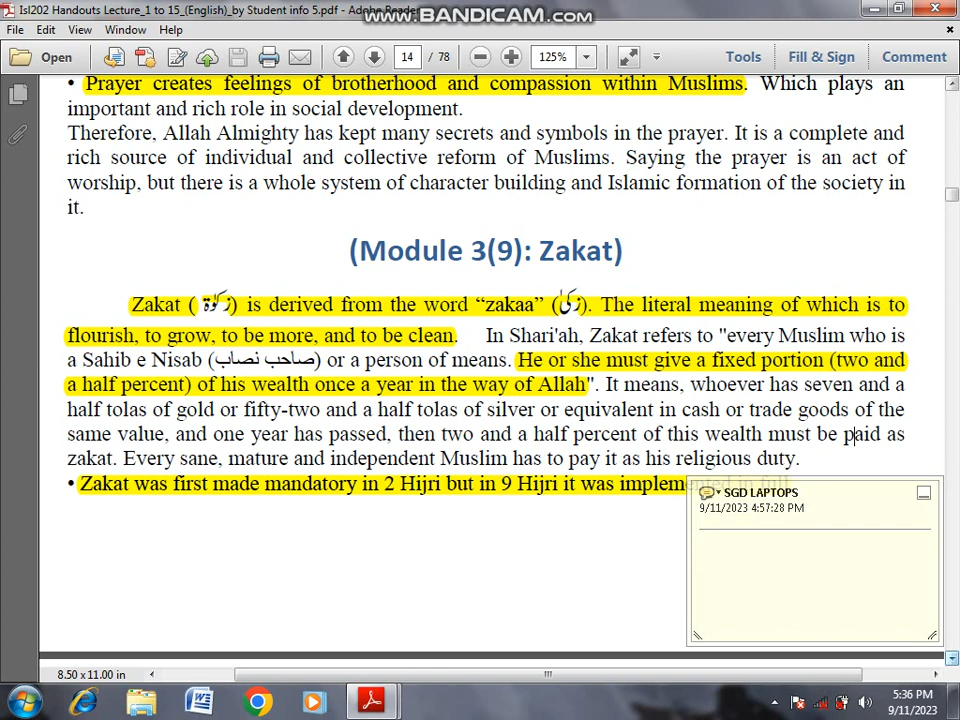 Isl202 Handouts Lecture_1 to 15_(English)_by Student info 5.pdf - Adobe Reader
www.BANDICAM.com
File Edit View Window Help
Open 14 / 78 125% Tools Fill & Sign Comment
• Prayer creates feelings of brotherhood and compassion within Muslims. Which plays an
important and rich role in social development.
Therefore, Allah Almighty has kept many secrets and symbols in the prayer. It is a complete and
rich source of individual and collective reform of Muslims. Saying the prayer is an act of
worship, but there is a whole system of character building and Islamic formation of the society in
it.
(Module 3(9): Zakat)
Zakat ( زکوٰۃ) is derived from the word “zakaa” (زکیٰ). The literal meaning of which is to
flourish, to grow, to be more, and to be clean. In Shari'ah, Zakat refers to "every Muslim who is
a Sahib e Nisab (صاحب نصاب) or a person of means. He or she must give a fixed portion (two and
a half percent) of his wealth once a year in the way of Allah". It means, whoever has seven and a
half tolas of gold or fifty-two and a half tolas of silver or equivalent in cash or trade goods of the
same value, and one year has passed, then two and a half percent of this wealth must be paid as
zakat. Every sane, mature and independent Muslim has to pay it as his religious duty.
• Zakat was first made mandatory in 2 Hijri but in 9 Hijri it was implemented in full
SGD LAPTOPS
9/11/2023 4:57:28 PM
8.50 x 11.00 in
5:36 PM
9/11/2023